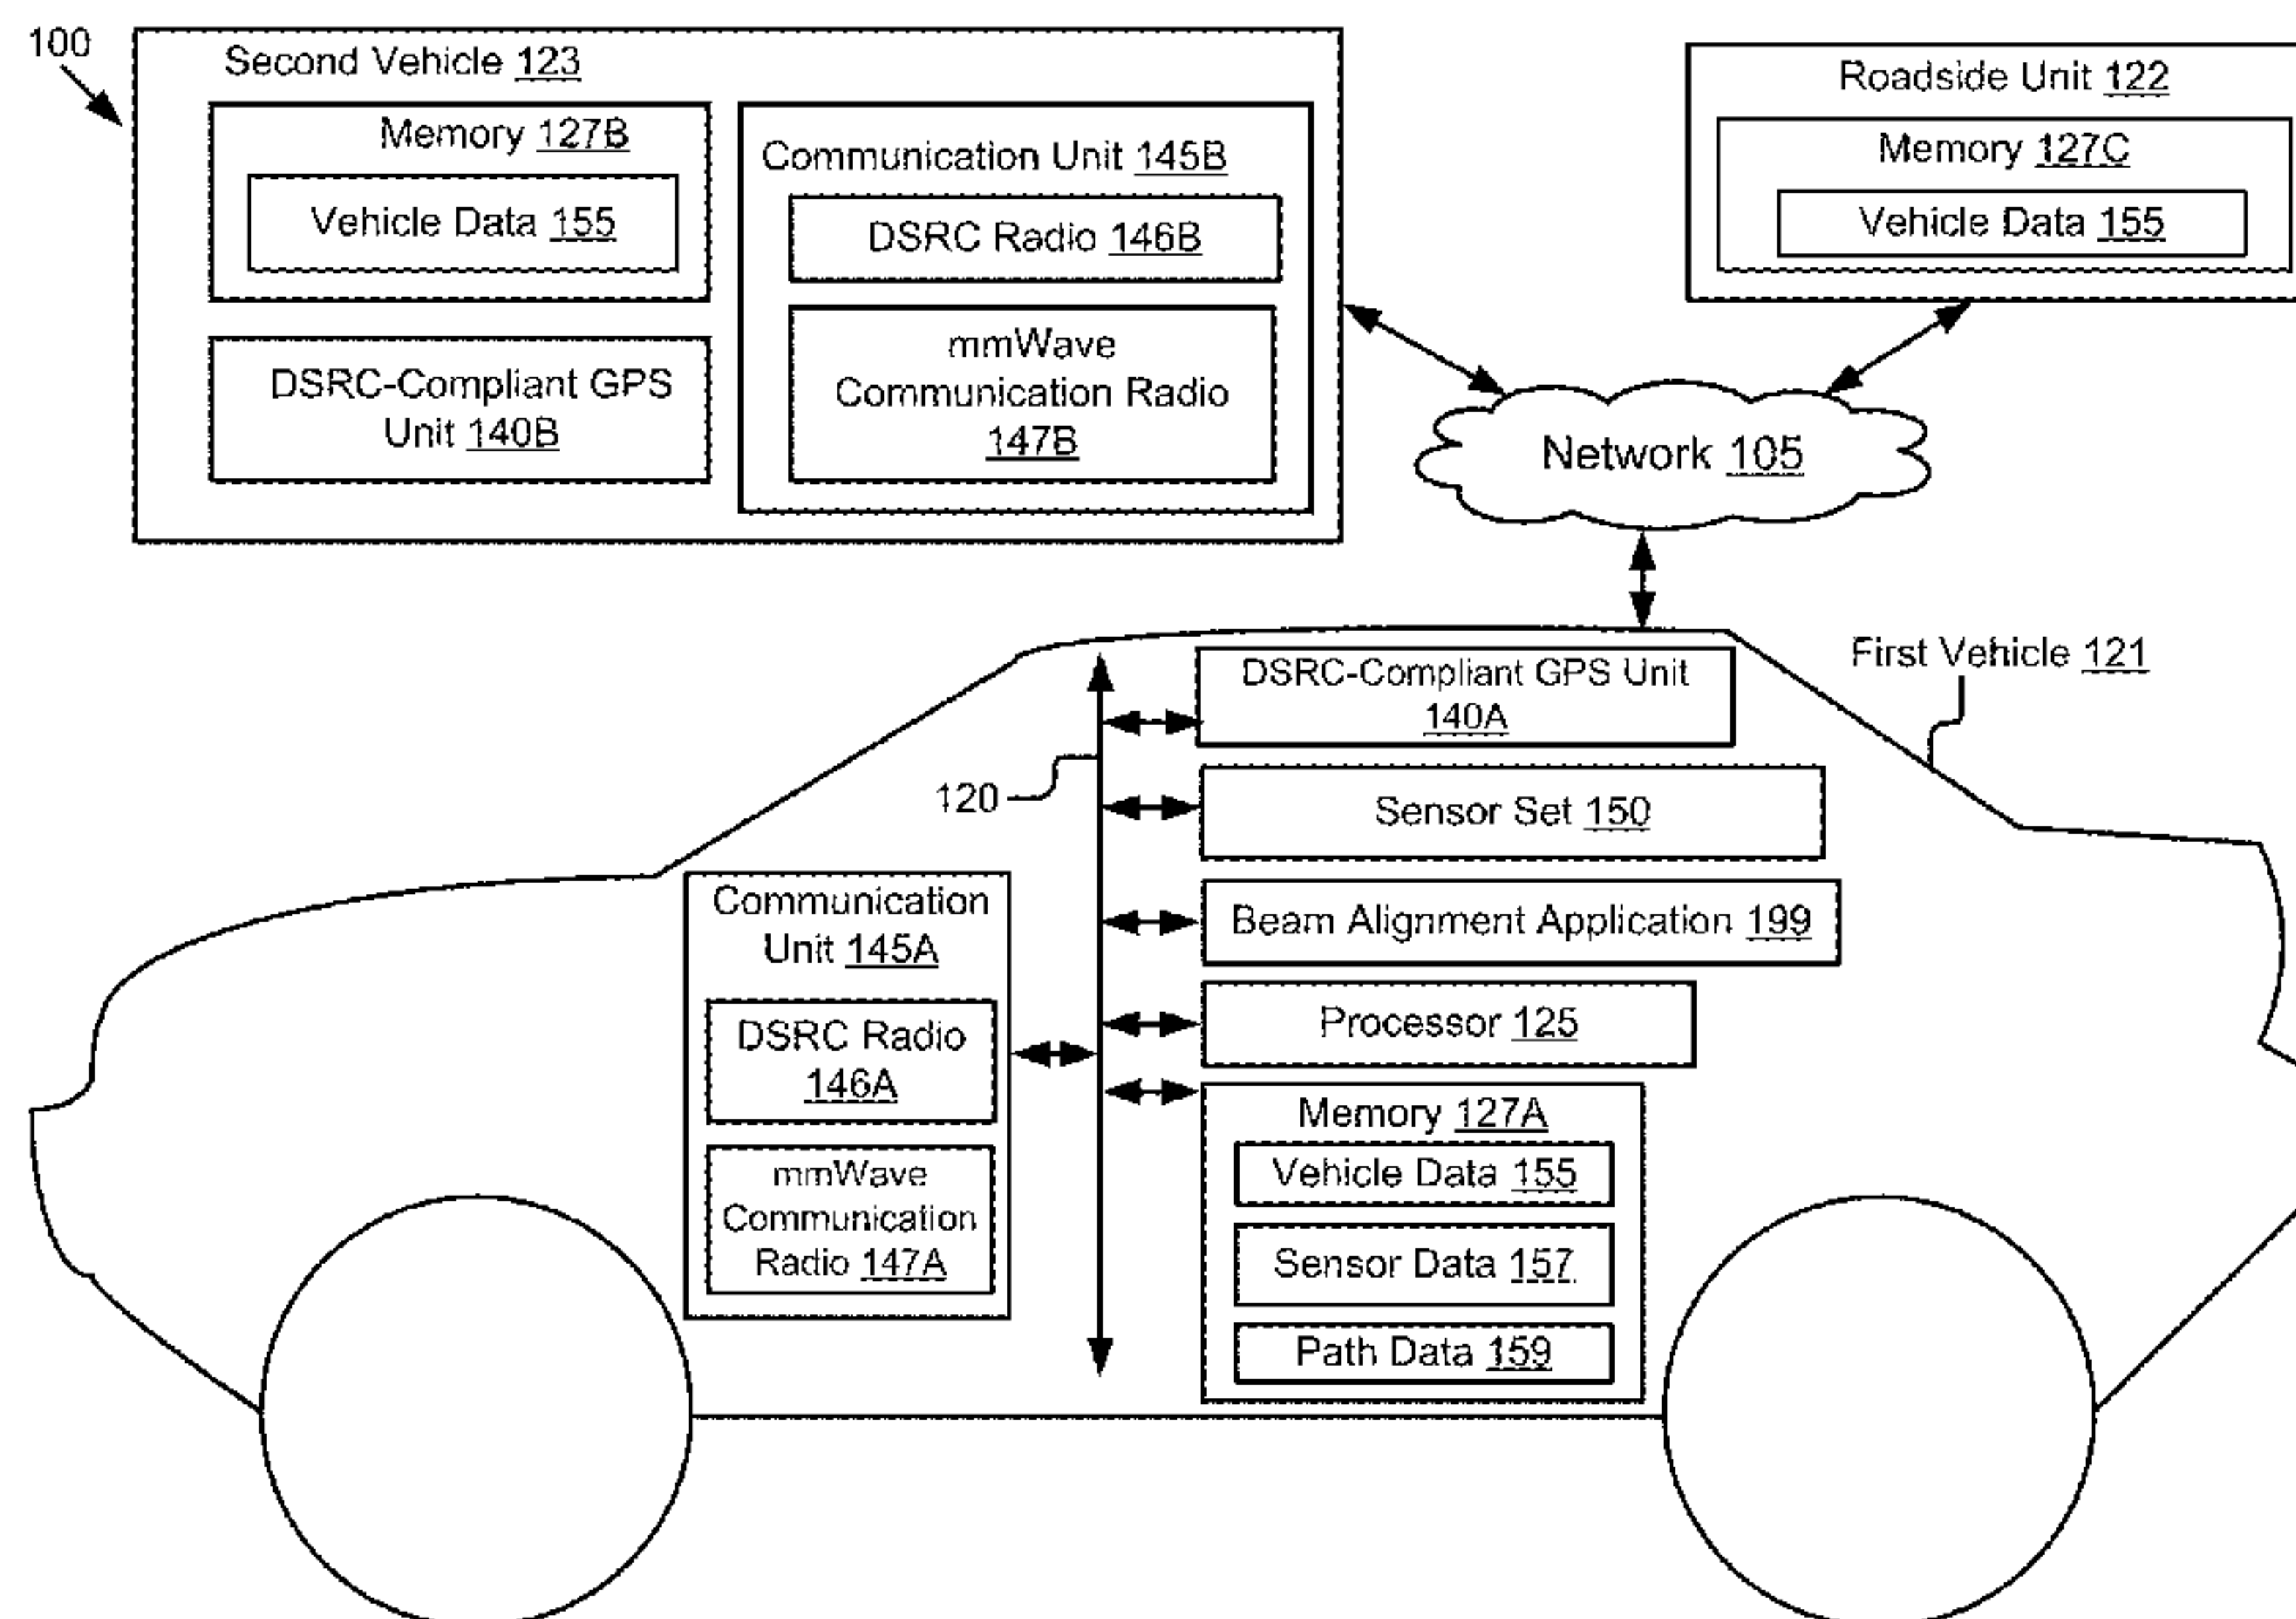 100
Second Vehicle 123
Memory 127B
Vehicle Data 155
DSRC-Compliant GPS
Unit 140B
Communication Unit 145B
DSRC Radio 146B
mmWave
Communication Radio
147B
Roadside Unit 122
Memory 127C
Vehicle Data 155
Network 105
First Vehicle 121
120
DSRC-Compliant GPS Unit
140A
Sensor Set 150
Beam Alignment Application 199
Processor 125
Communication
Unit 145A
DSRC Radio
146A
mmWave
Communication
Radio 147A
Memory 127A
Vehicle Data 155
Sensor Data 157
Path Data 159